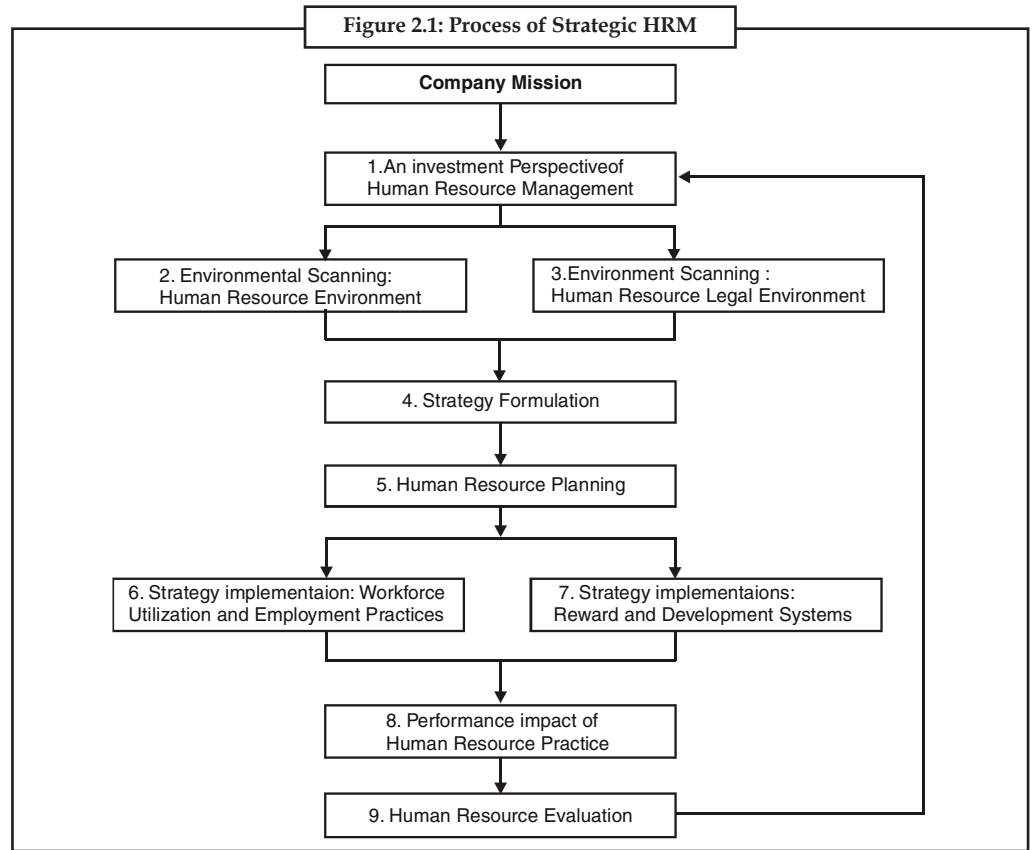 Figure 2.1: Process of Strategic HRM
Company Mission
1.An investment Perspectiveof
Human Resource Management
2. Environmental Scanning:
Human Resource Environment
3.Environment Scanning :
Human Resource Legal Environment
4. Strategy Formulation
5. Human Resource Planning
6. Strategy implementaion: Workforce
Utilization and Employment Practices
7. Strategy implementaions:
Reward and Development Systems
8. Performance impact of
Human Resource Practice
9. Human Resource Evaluation